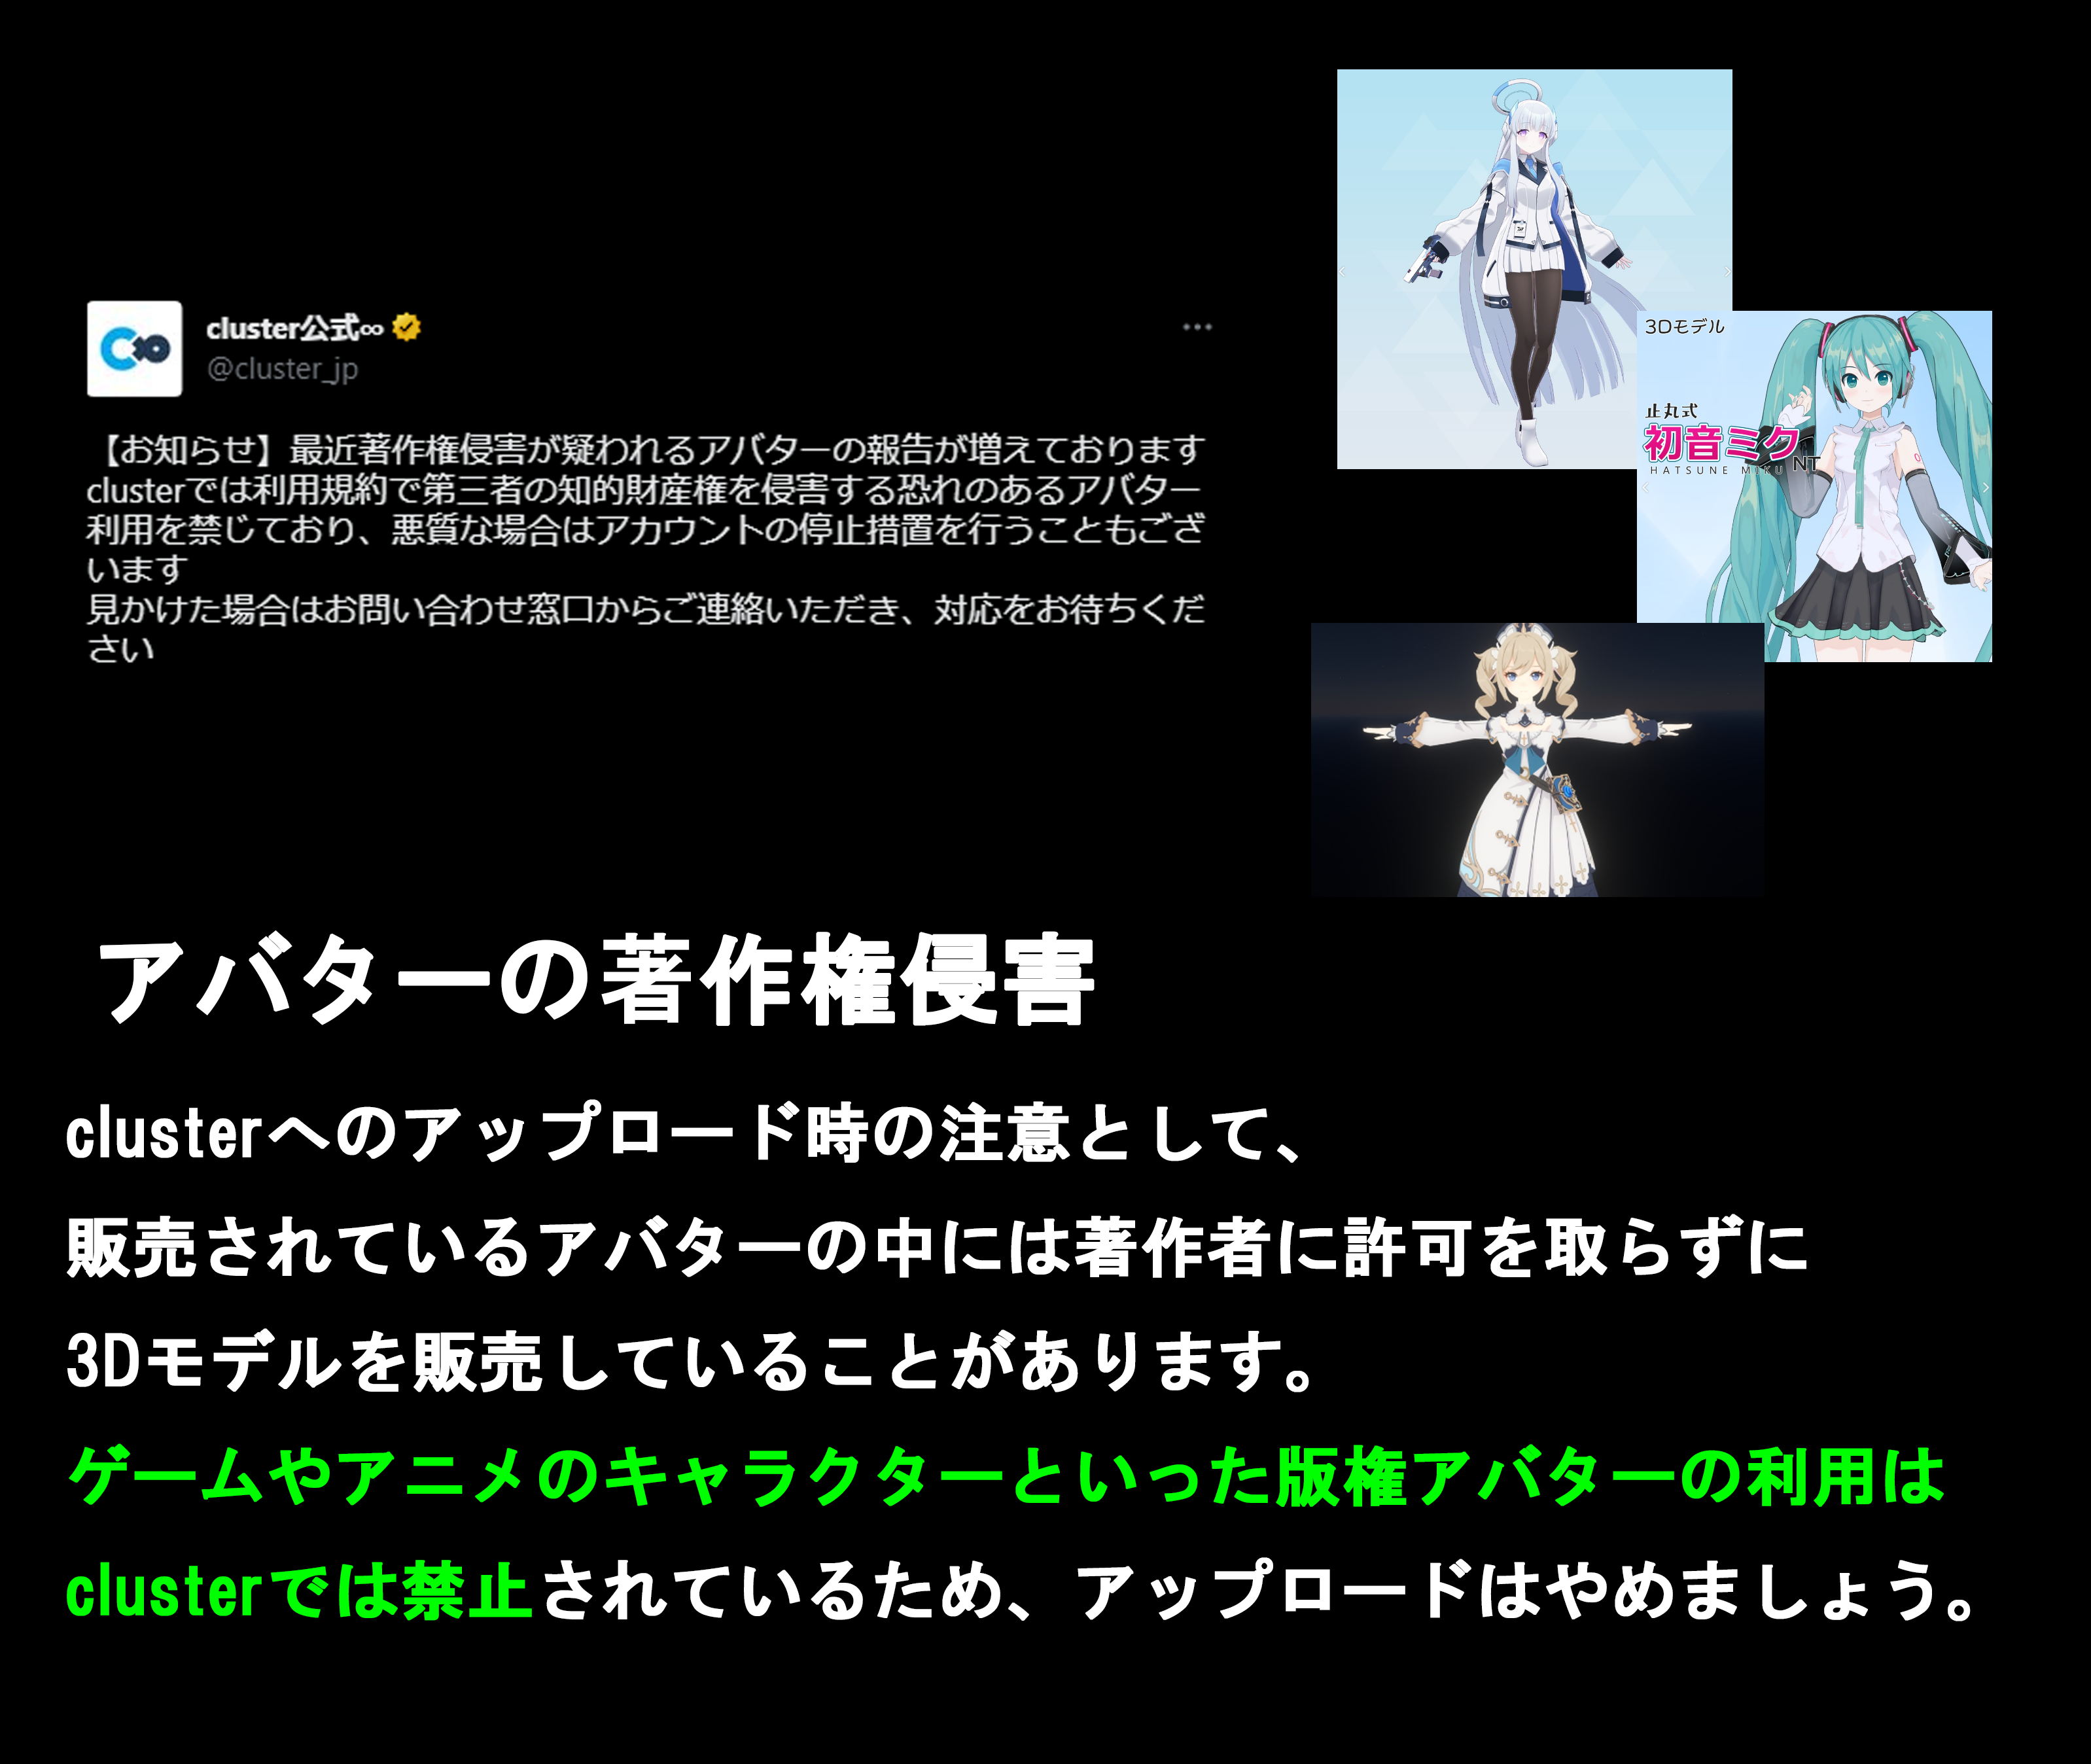 cluster公式∞
@cluster_jp
【お知らせ】最近著作権侵害が疑われるアバターの報告が増えております
clusterでは利用規約で第三者の知的財産権を侵害する恐れのあるアバター
利用を禁じており、悪質な場合はアカウントの停止措置を行うこともござ
います
見かけた場合はお問い合わせ窓口からご連絡いただき、対応をお待ちくだ
さい
3Dモデル
止丸式
初音ミク NT
HATSUNE MIKU
アバターの著作権侵害
clusterへのアップロード時の注意として、
販売されているアバターの中には著作者に許可を取らずに
3Dモデルを販売していることがあります。
ゲームやアニメのキャラクターといった版権アバターの利用は
clusterでは禁止されているため、アップロードはやめましょう。